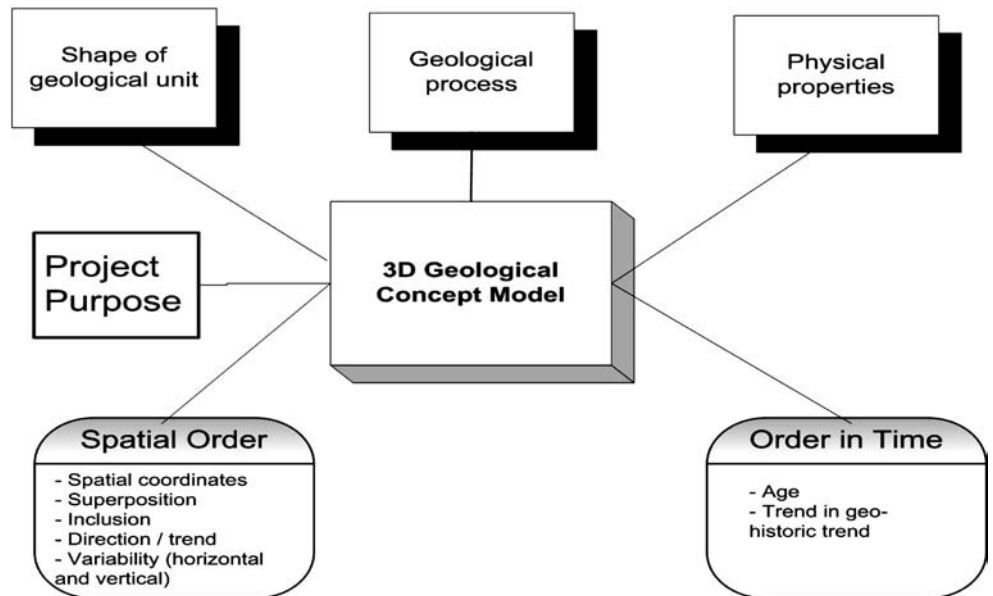 Shape of
geological unit
Geological
process
Physical
properties
Project
Purpose
3D Geological
Concept Model
Spatial Order
- Spatial coordinates
- Superposition
- Inclusion
- Direction / trend
- Variability (horizontal
and vertical)
Order in Time
- Age
- Trend in geo-
historic trend